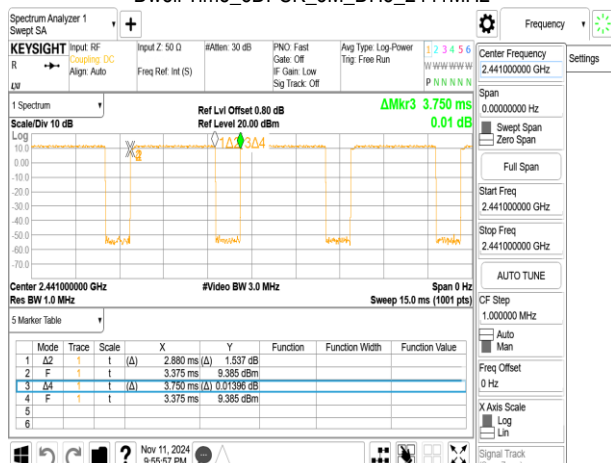 Spectrum Analyzer 1
Swept SA
+
Frequency
KEYSIGHT Input: RF Input Z: 50 Ω #Atten: 30 dB PNO: Fast Avg Type: Log-Power 1 2 3 4 5 6
R Coupling: DC Gate: Off Trig: Free Run W W W W W W
Align: Auto Freq Ref: Int (S) IF Gain: Low
Sig Track: Off P N N N N N
LXI
1 Spectrum
Ref Lvl Offset 0.80 dB ΔMkr3 3.750 ms
Scale/Div 10 dB Ref Level 20.00 dBm 0.01 dB
Log
10.0
0.00
-10.0
-20.0
-30.0
-40.0
-50.0
-60.0
-70.0
1Δ2 3Δ4
Center 2.441000000 GHz #Video BW 3.0 MHz Span 0 Hz
Res BW 1.0 MHz Sweep 15.0 ms (1001 pts)
5 Marker Table
Mode Trace Scale X Y Function Function Width Function Value
1 Δ2 1 t (Δ) 2.880 ms (Δ) 1.537 dB
2 F 1 t 3.375 ms 9.385 dBm
3 Δ4 1 t (Δ) 3.750 ms (Δ) 0.01396 dB
4 F 1 t 3.375 ms 9.385 dBm
5
6
?
Nov 11, 2024
9:55:57 PM
Center Frequency
2.441000000 GHz
Settings
Span
0.00000000 Hz
Swept Span
Zero Span
Full Span
Start Freq
2.441000000 GHz
Stop Freq
2.441000000 GHz
AUTO TUNE
CF Step
1.000000 MHz
Auto
Man
Freq Offset
0 Hz
X Axis Scale
Log
Lin
Signal Track